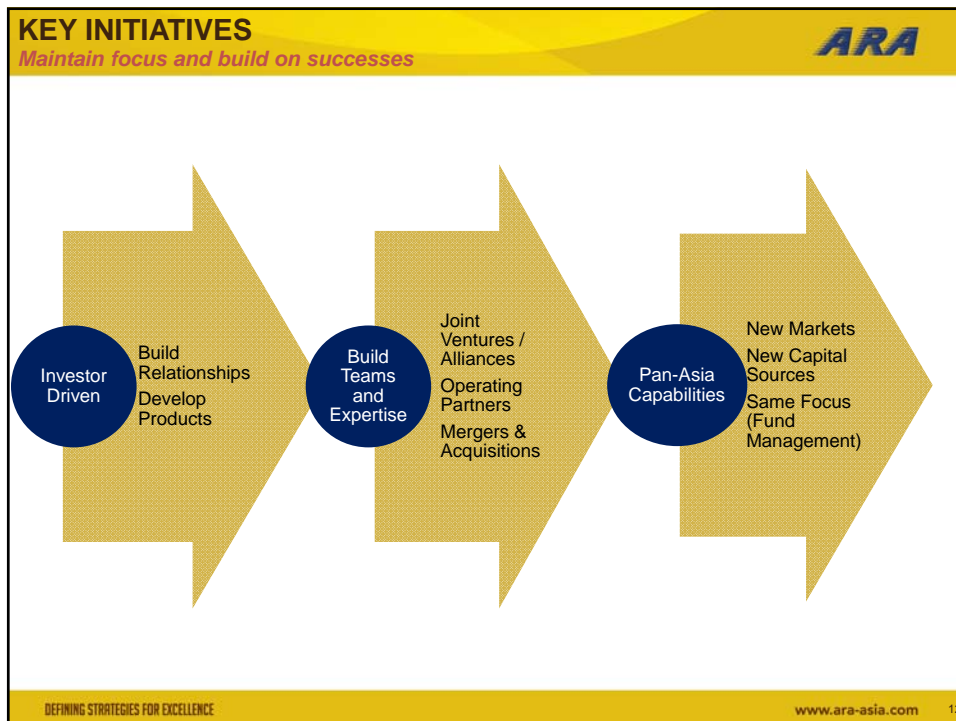 KEY INITIATIVES
Maintain focus and build on successes
ARA
Investor
Driven
Build
Relationships
Develop
Products
Build
Teams
and
Expertise
Joint
Ventures /
Alliances
Operating
Partners
Mergers &
Acquisitions
Pan-Asia
Capabilities
New Markets
New Capital
Sources
Same Focus
(Fund
Management)
DEFINING STRATEGIES FOR EXCELLENCE
www.ara-asia.com